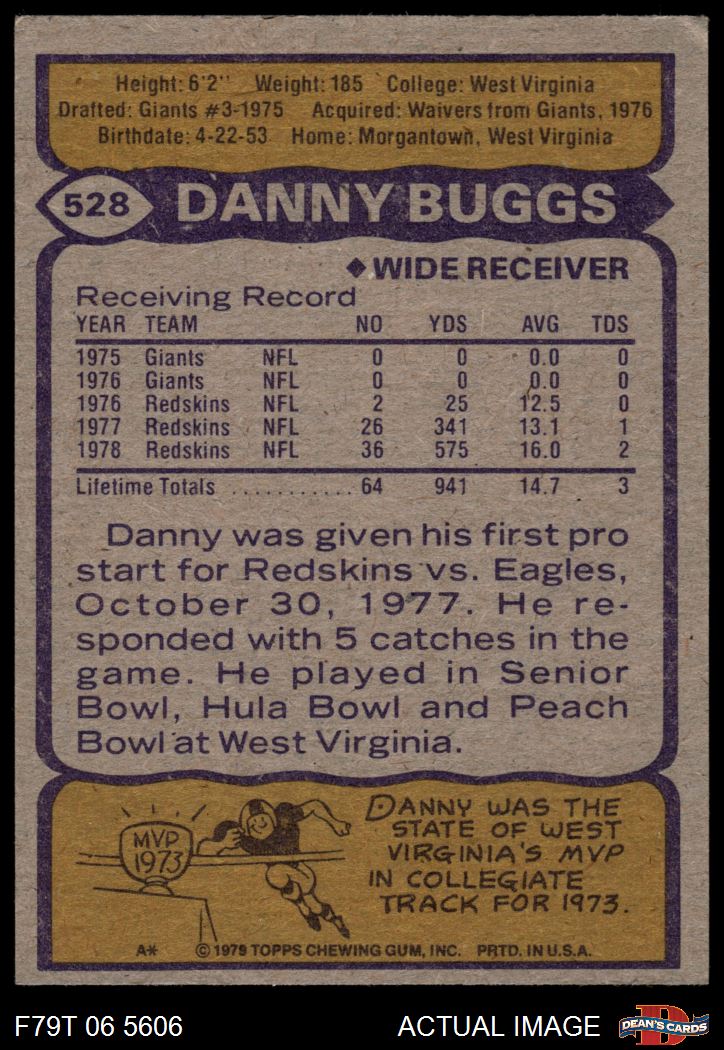 Height: 6'2" Weight: 185 College: West Virginia
Drafted: Giants #3-1975 Acquired: Waivers from Giants, 1976
Birthdate: 4-22-53 Home: Morgantown, West Virginia
528 DANNY BUGGS
◆ WIDE RECEIVER
Receiving Record
YEAR TEAM NO YDS AVG TDS
1975 Giants NFL 0 0 0.0 0
1976 Giants NFL 0 0 0.0 0
1976 Redskins NFL 2 25 12.5 0
1977 Redskins NFL 26 341 13.1 1
1978 Redskins NFL 36 575 16.0 2
Lifetime Totals ........... 64 941 14.7 3
Danny was given his first pro
start for Redskins vs. Eagles,
October 30, 1977. He re-
sponded with 5 catches in the
game. He played in Senior
Bowl, Hula Bowl and Peach
Bowl at West Virginia.
MVP
1973
DANNY WAS THE
STATE OF WEST
VIRGINIA'S MVP
IN COLLEGIATE
TRACK FOR 1973.
A* © 1979 TOPPS CHEWING GUM, INC. PRTD. IN U.S.A.
F79T 06 5606 ACTUAL IMAGE D DEAN'S CARDS